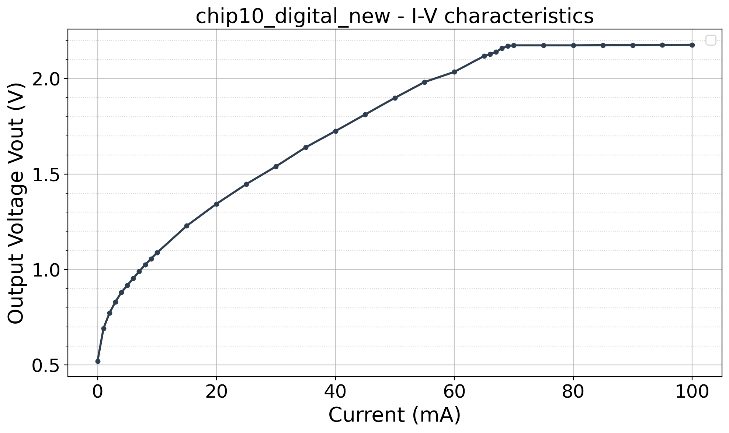 chip10_digital_new - I-V characteristics
Output Voltage Vout (V)
2.0
1.5
1.0
0.5
0 20 40 60 80 100
Current (mA)